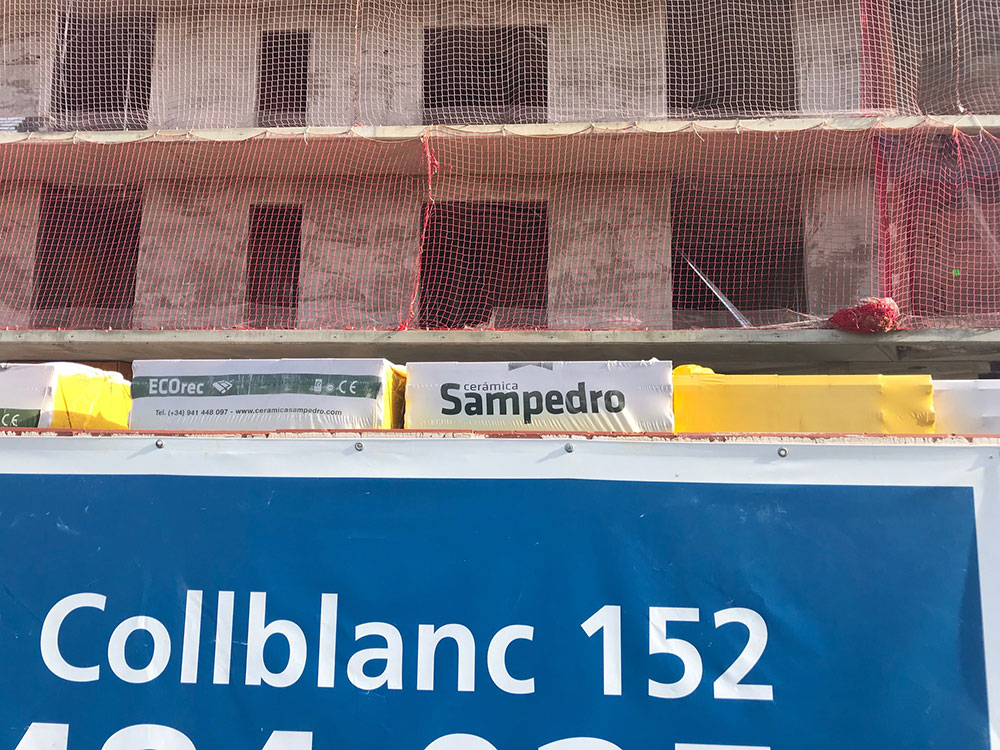 ECOrec
CE
Tel. (+34) 941 448 097 - www.ceramicasampedro.com
cerámica
Sampedro
CE
Collblanc 152